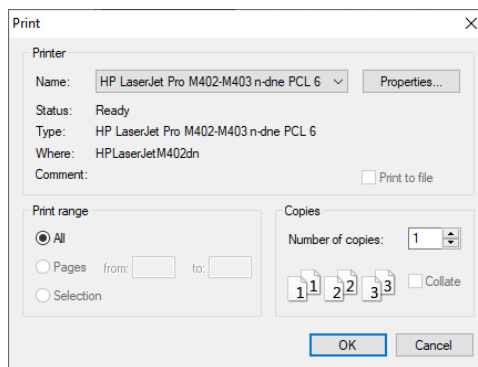 Print
Printer
Name: HP LaserJet Pro M402-M403 n-dne PCL 6 Properties...
Status: Ready
Type: HP LaserJet Pro M402-M403 n-dne PCL 6
Where: HPLaserJetM402dn
Comment: Print to file
Print range Copies
All Number of copies: 1
Pages from: to:
1 1 2 2 3 3 Collate
Selection
OK Cancel